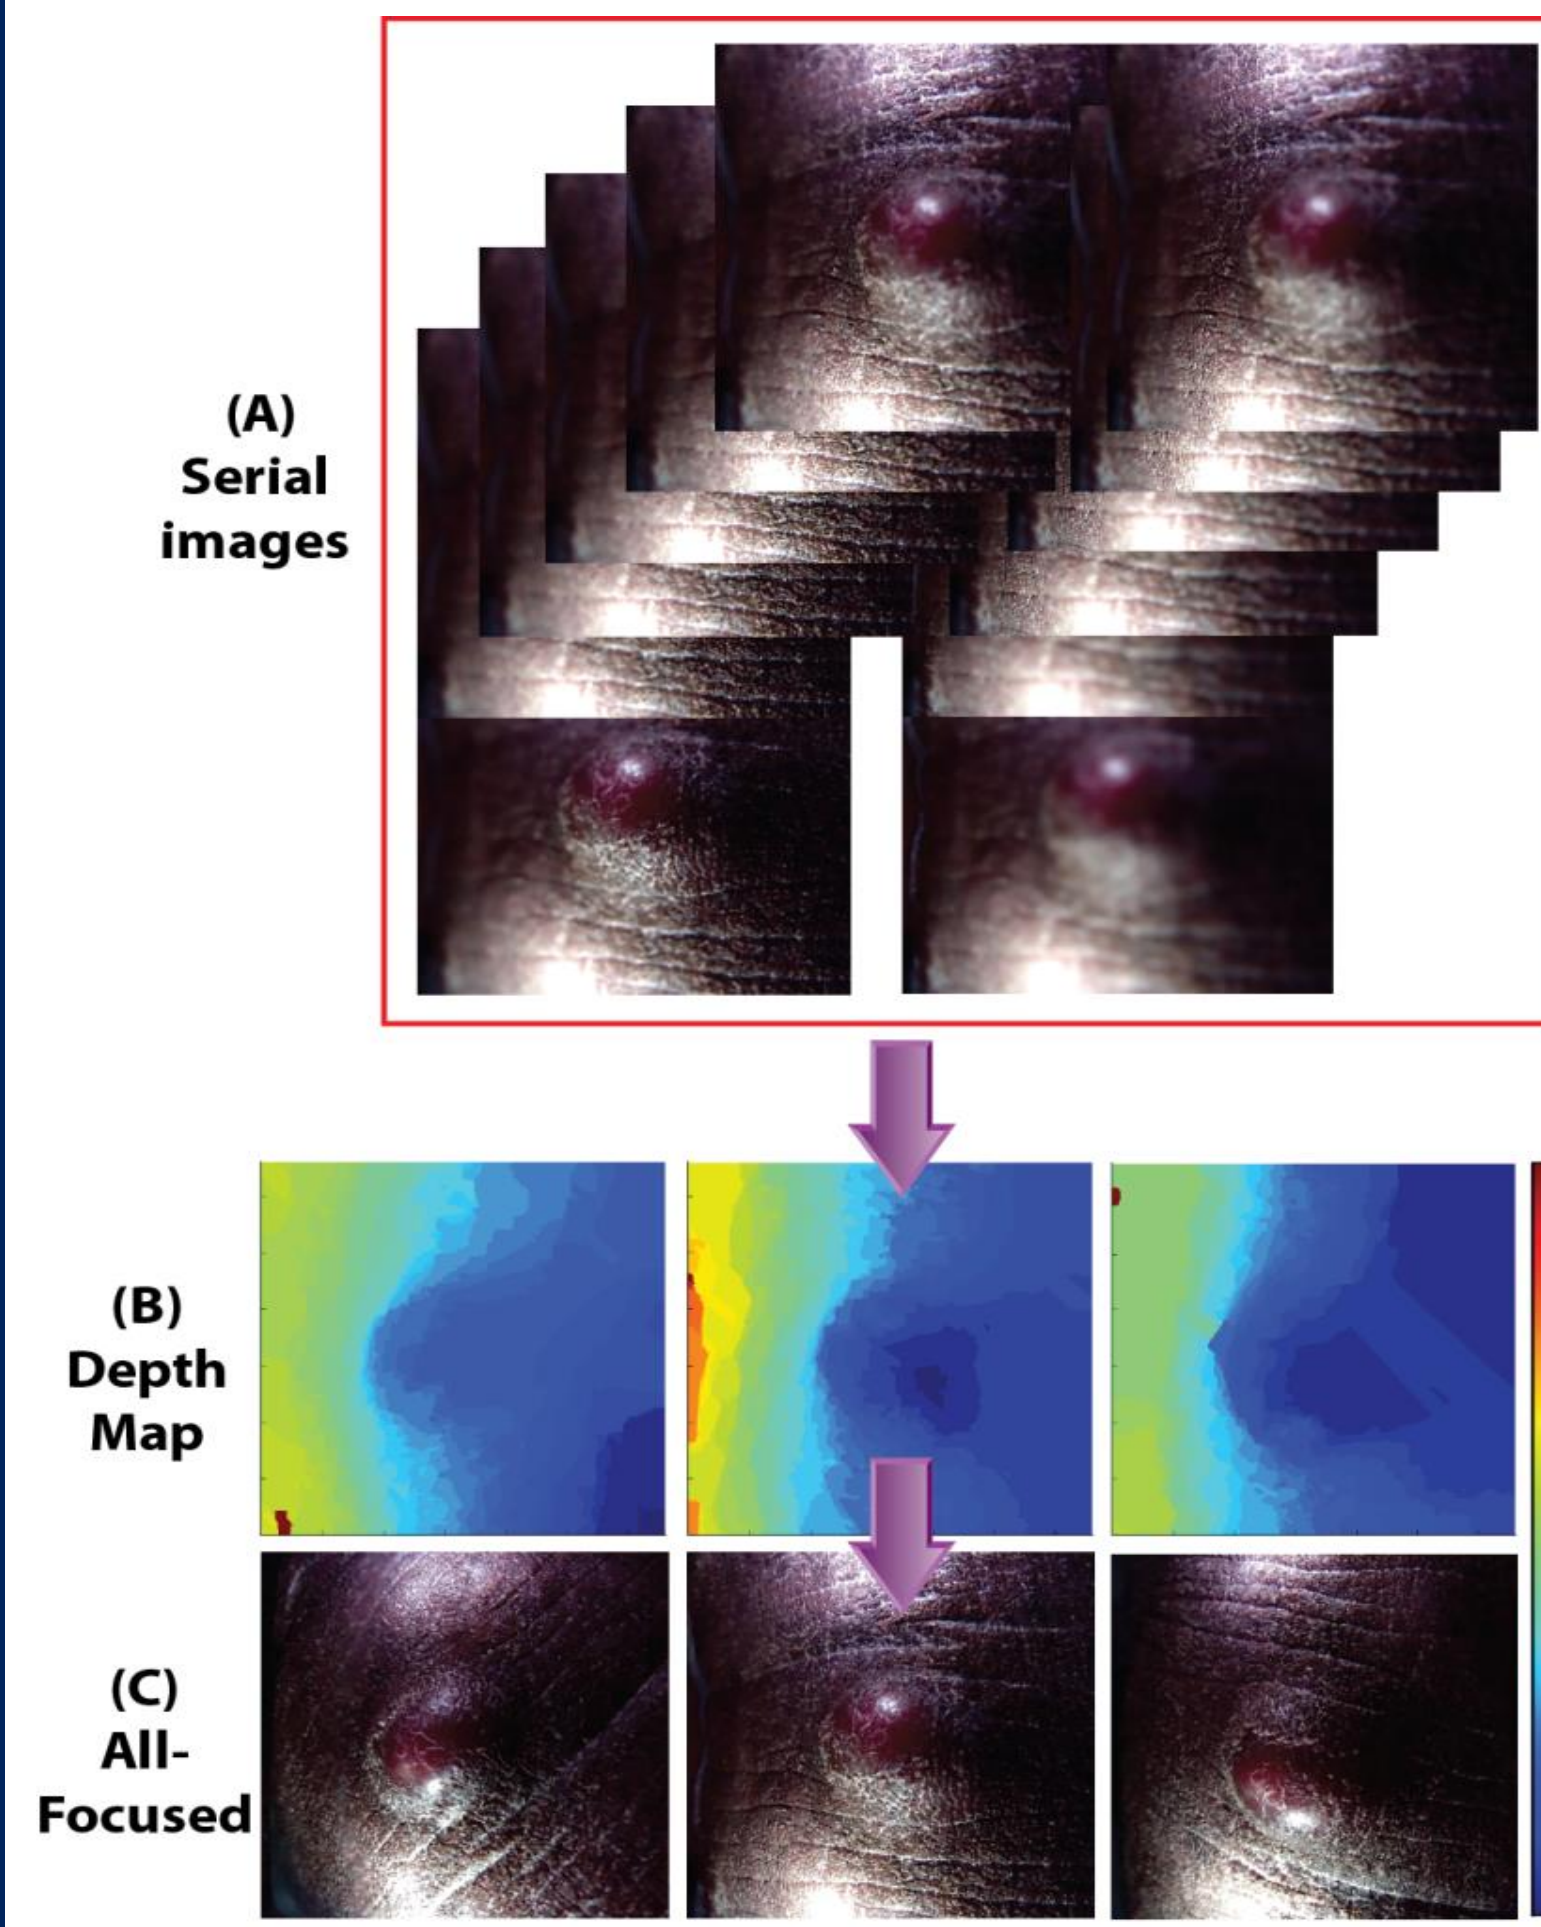 (A)
Serial
images
(B)
Depth
Map
(C)
All-
Focused